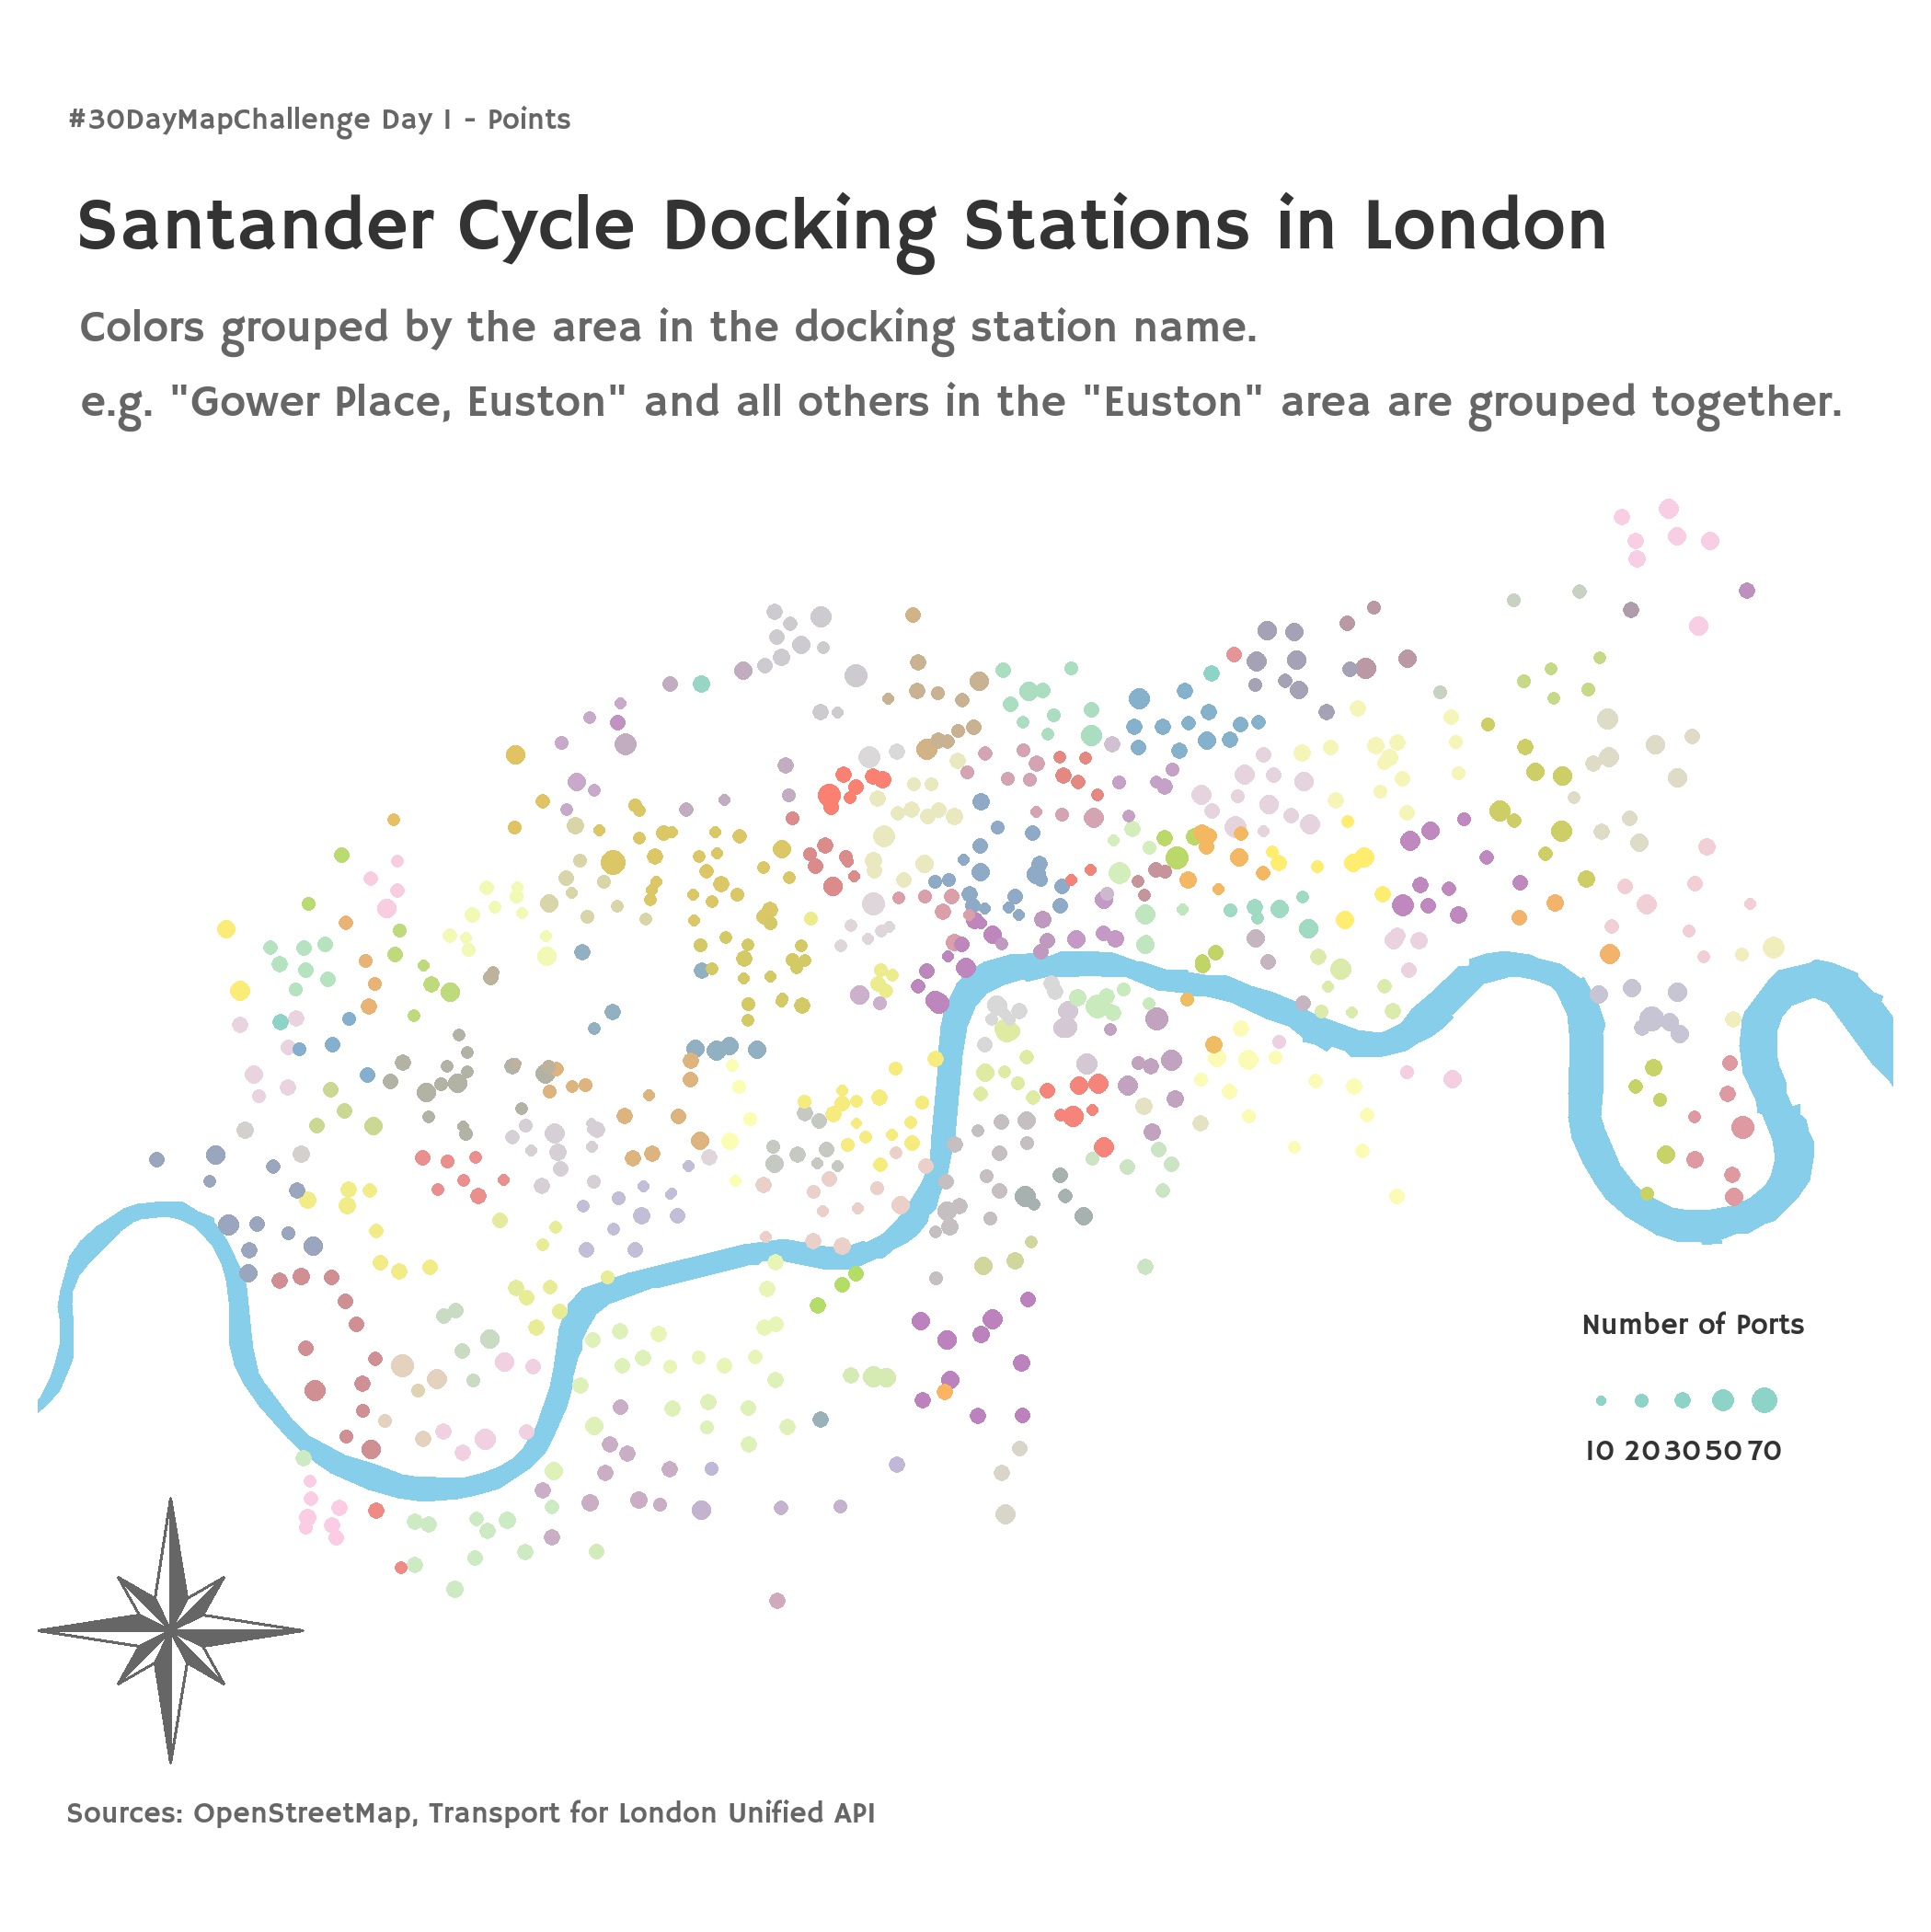 #30DayMapChallenge Day 1 - Points
Santander Cycle Docking Stations in London
Colors grouped by the area in the docking station name.
e.g. "Gower Place, Euston" and all others in the "Euston" area are grouped together.
Number of Ports
10 20 30 50 70
Sources: OpenStreetMap, Transport for London Unified API